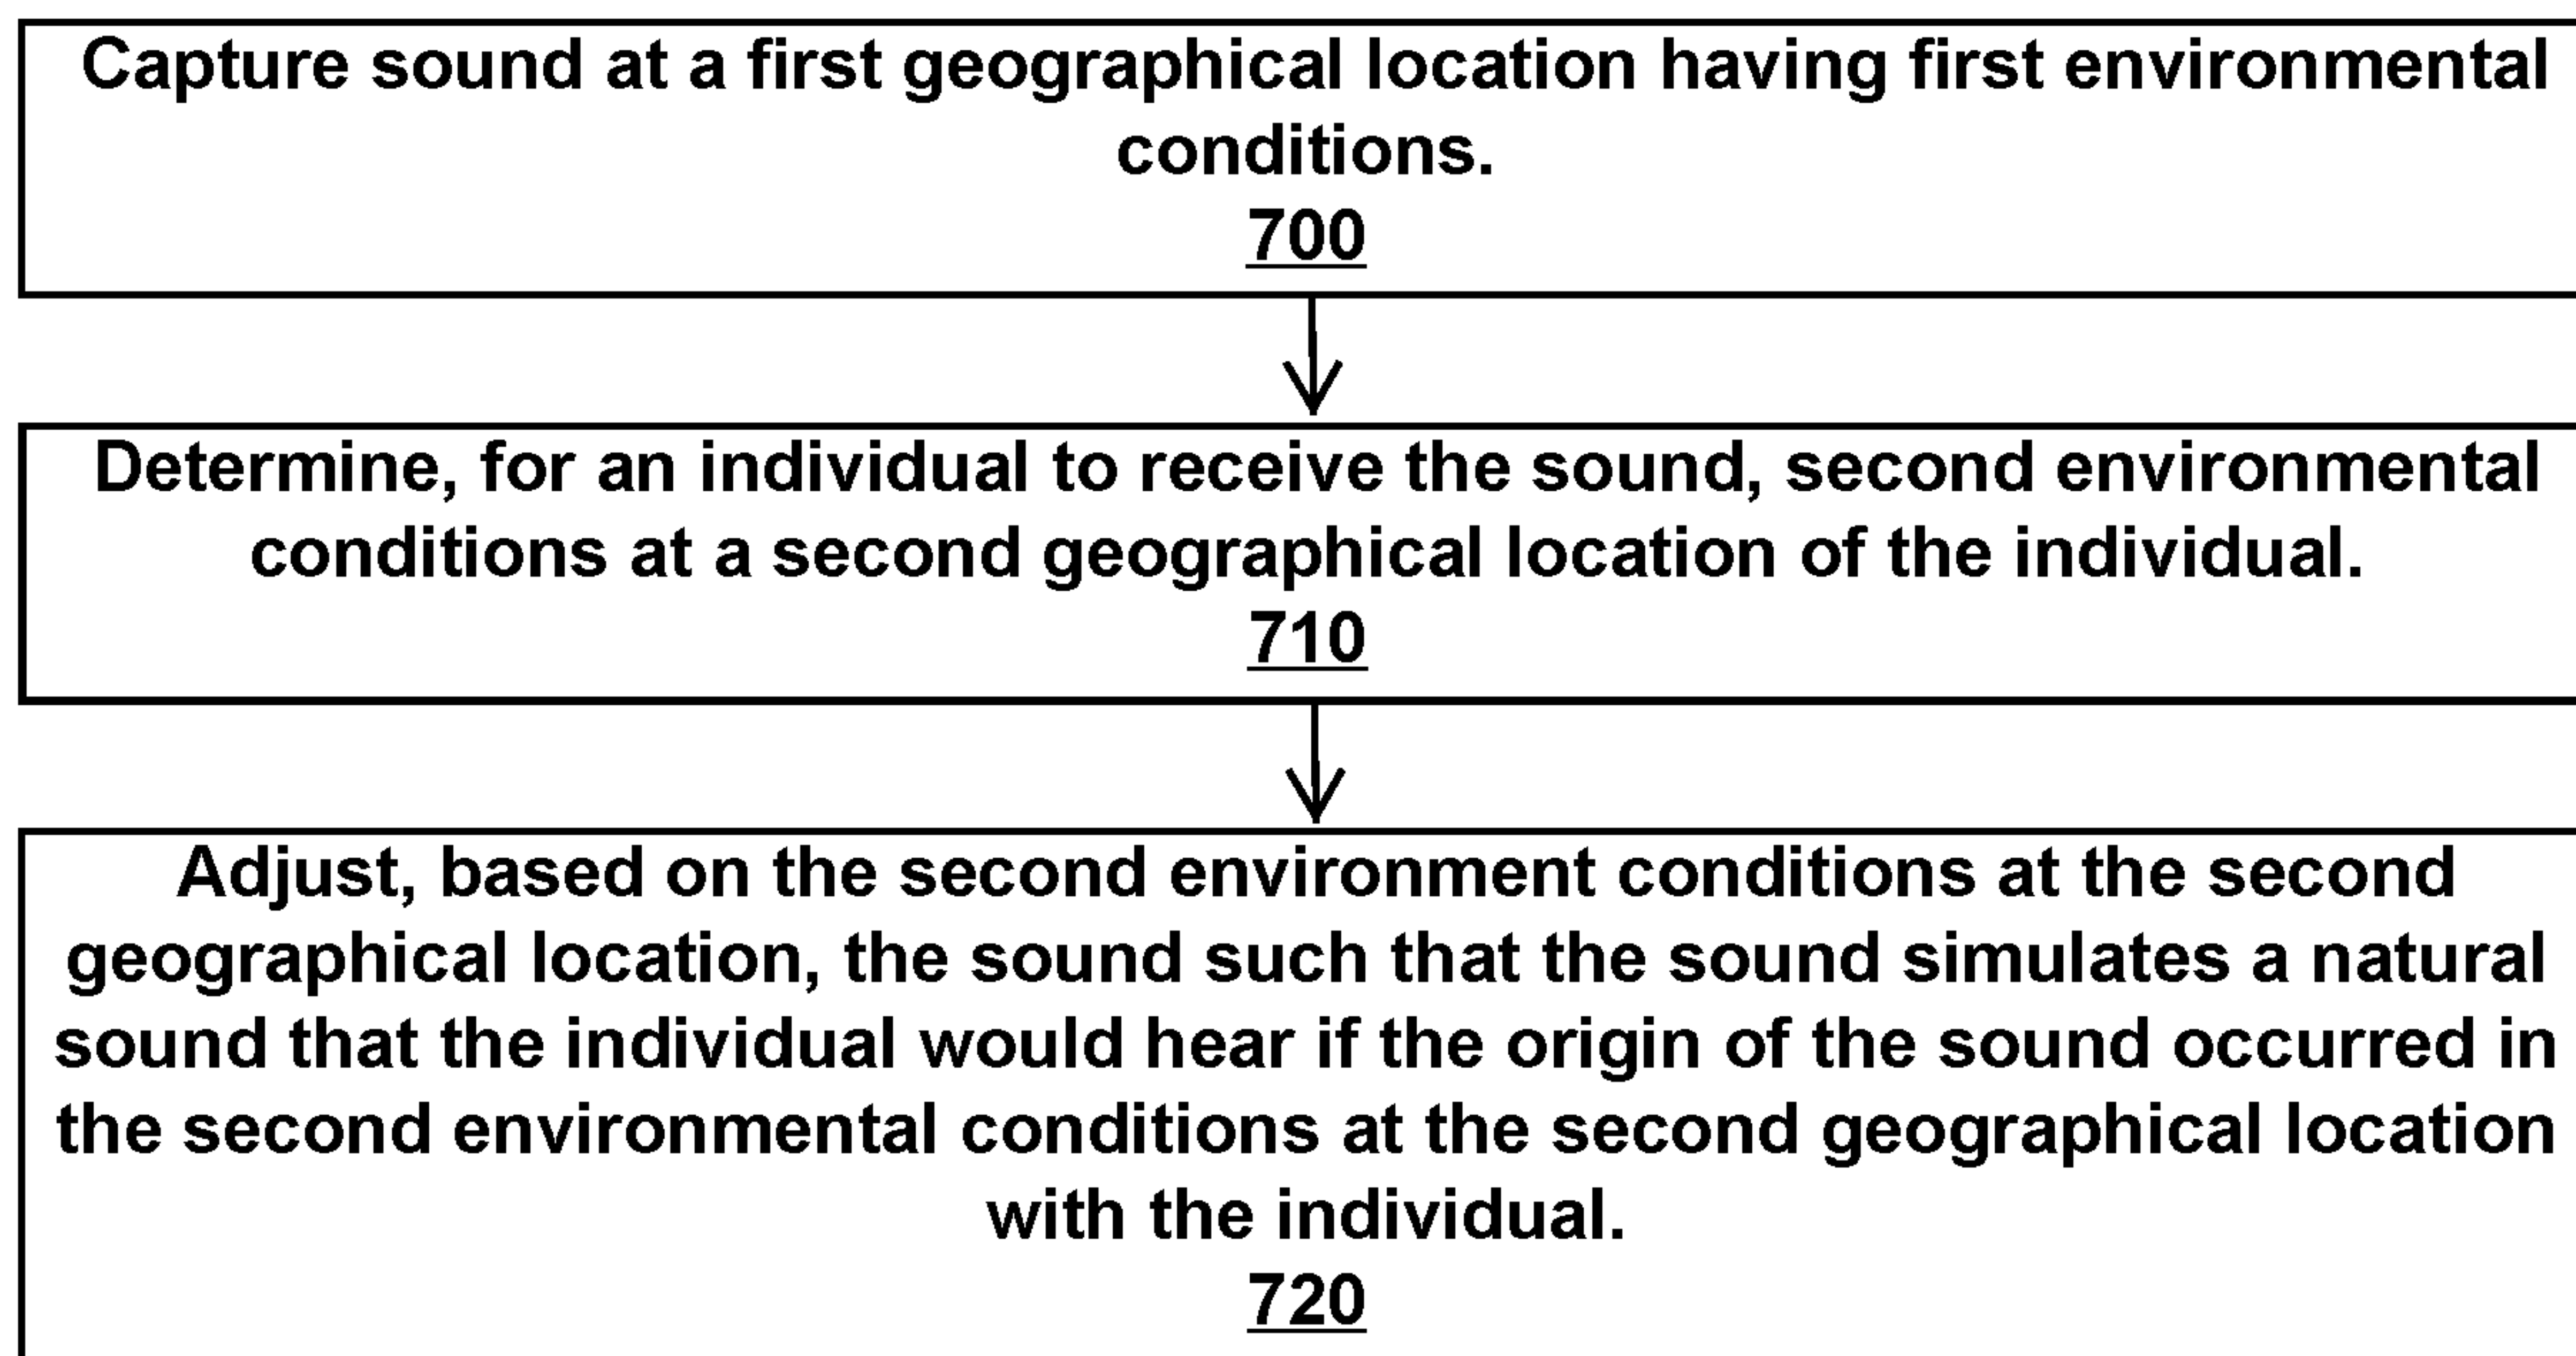 Capture sound at a first geographical location having first environmental
conditions.
700
Determine, for an individual to receive the sound, second environmental
conditions at a second geographical location of the individual.
710
Adjust, based on the second environment conditions at the second
geographical location, the sound such that the sound simulates a natural
sound that the individual would hear if the origin of the sound occurred in
the second environmental conditions at the second geographical location
with the individual.
720